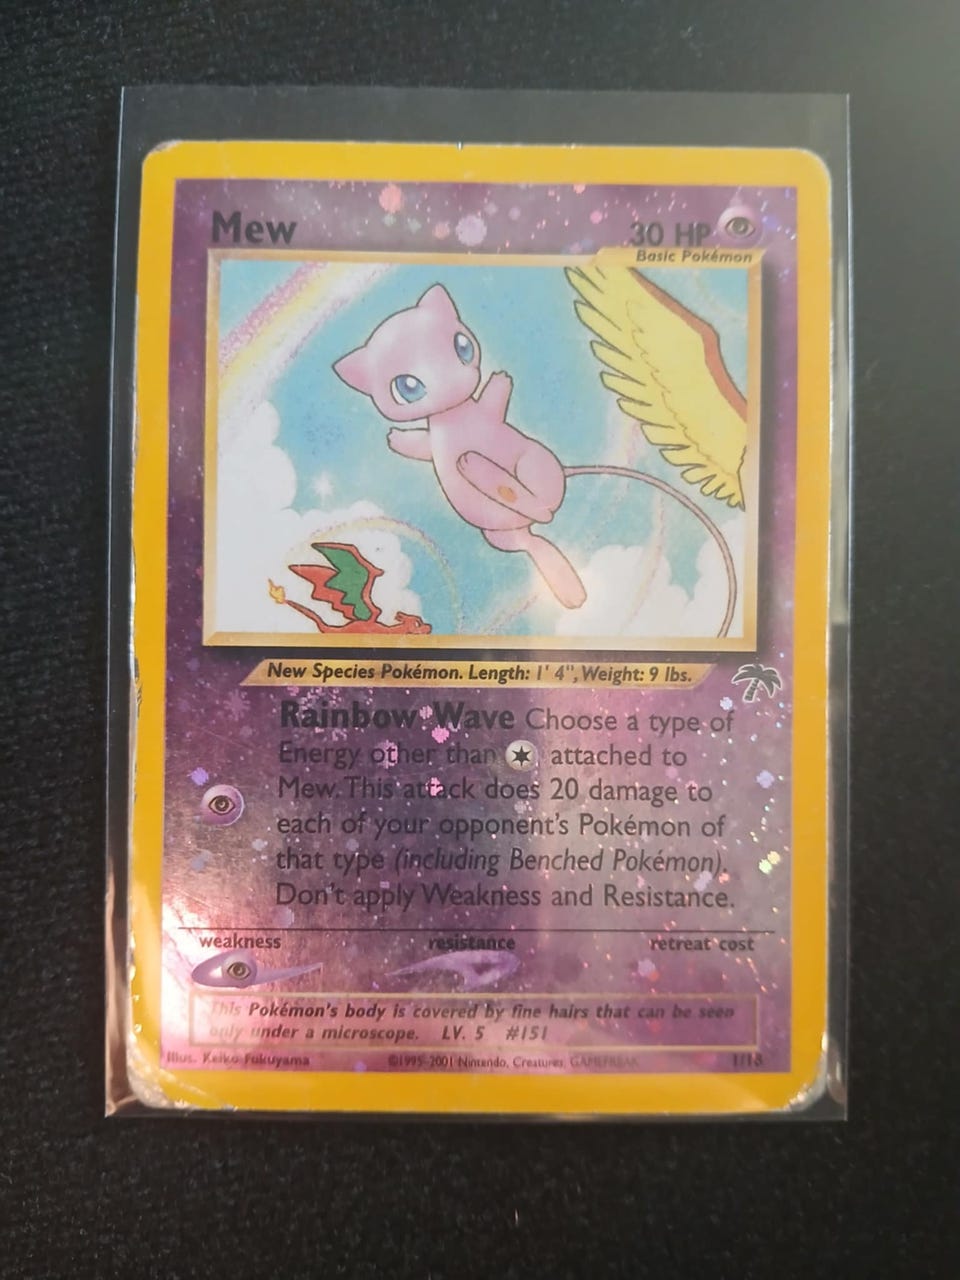 Mew
30 HP
Basic Pokémon
New Species Pokémon. Length: 1' 4", Weight: 9 lbs.
Rainbow Wave Choose a type of
Energy other than attached to
Mew. This attack does 20 damage to
each of your opponent's Pokémon of
that type (including Benched Pokémon).
Don't apply Weakness and Resistance.
weakness resistance retreat cost
This Pokémon's body is covered by fine hairs that can be seen
only under a microscope. LV. 5 #151
Illus. Keiko Fukuyama ©1995-2001 Nintendo, Creatures, GAMEFREAK 1/18